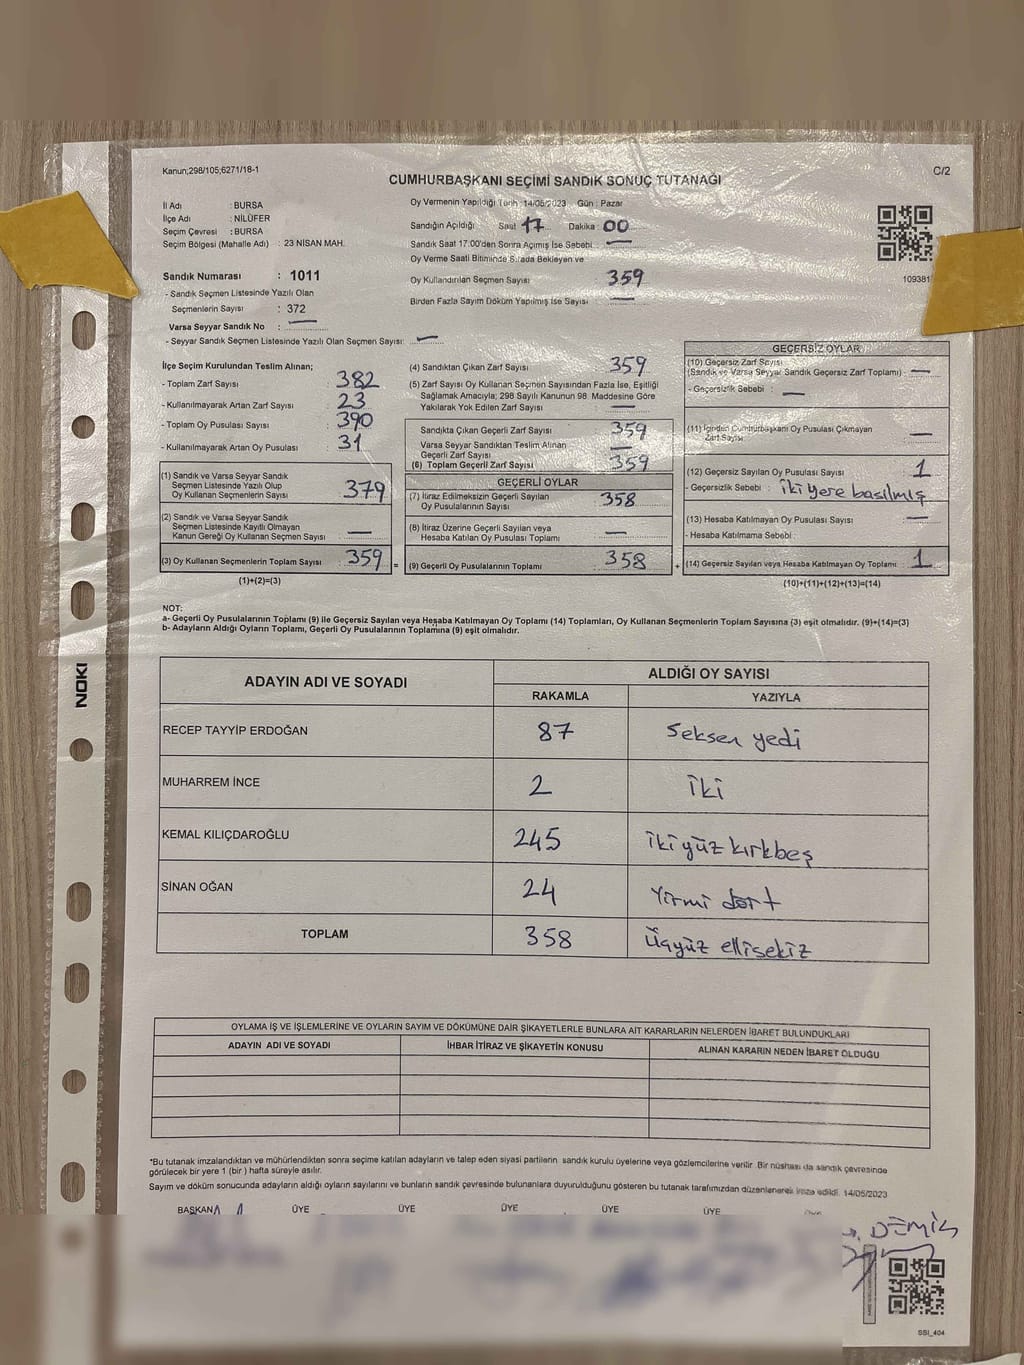 Kanun;298/105;6271/18-1
C/2
CUMHURBAŞKANI SEÇİMİ SANDIK SONUÇ TUTANAĞI
İl Adı : BURSA
İlçe Adı : NİLÜFER
Seçim Çevresi : BURSA
Seçim Bölgesi (Mahalle Adı) : 23 NİSAN MAH.
Oy Vermenin Yapıldığı Tarih : 14/05/2023 Gün : Pazar
Sandığın Açıldığı Saat 17 Dakika : 00
Sandık Saat 17:00'den Sonra Açılmış İse Sebebi : —
Oy Verme Saati Bitiminde Sırada Bekleyen ve
Oy Kullandırılan Seçmen Sayısı : 359
Birden Fazla Sayım Döküm Yapılmış İse Sayısı : —
109381
Sandık Numarası : 1011
- Sandık Seçmen Listesinde Yazılı Olan
Seçmenlerin Sayısı : 372
Varsa Seyyar Sandık No : —
- Seyyar Sandık Seçmen Listesinde Yazılı Olan Seçmen Sayısı: —
İlçe Seçim Kurulundan Teslim Alınan;
- Toplam Zarf Sayısı 382
- Kullanılmayarak Artan Zarf Sayısı 23
- Toplam Oy Pusulası Sayısı 390
- Kullanılmayarak Artan Oy Pusulası 31
(1) Sandık ve Varsa Seyyar Sandık
Seçmen Listesinde Yazılı Olup
Oy Kullanan Seçmenlerin Sayısı 379
(2) Sandık ve Varsa Seyyar Sandık
Seçmen Listesinde Kayıtlı Olmayan
Kanun Gereği Oy Kullanan Seçmen Sayısı —
(3) Oy Kullanan Seçmenlerin Toplam Sayısı 359
(1)+(2)=(3)
(4) Sandıktan Çıkan Zarf Sayısı 359
(5) Zarf Sayısı Oy Kullanan Seçmen Sayısından Fazla İse, Eşitliği
Sağlamak Amacıyla; 298 Sayılı Kanunun 98. Maddesine Göre
Yakılarak Yok Edilen Zarf Sayısı —
Sandıkta Çıkan Geçerli Zarf Sayısı 359
Varsa Seyyar Sandıktan Teslim Alınan
Geçerli Zarf Sayısı —
(6) Toplam Geçerli Zarf Sayısı 359
GEÇERLİ OYLAR
(7) İtiraz Edilmeksizin Geçerli Sayılan
Oy Pusulalarının Sayısı 358
(8) İtiraz Üzerine Geçerli Sayılan veya
Hesaba Katılan Oy Pusulası Toplamı —
= (9) Geçerli Oy Pusulalarının Toplamı 358
GEÇERSİZ OYLAR
(10) Geçersiz Zarf Sayısı
(Sandık ve Varsa Seyyar Sandık Geçersiz Zarf Toplamı) —
- Geçersizlik Sebebi : —
(11) İçinden Cumhurbaşkanı Oy Pusulası Çıkmayan
Zarf Sayısı —
(12) Geçersiz Sayılan Oy Pusulası Sayısı 1
- Geçersizlik Sebebi : iki yere basılmış
(13) Hesaba Katılmayan Oy Pusulası Sayısı —
- Hesaba Katılmama Sebebi :
+ (14) Geçersiz Sayılan veya Hesaba Katılmayan Oy Toplamı 1
(10)+(11)+(12)+(13)=(14)
NOT:
a- Geçerli Oy Pusulalarının Toplamı (9) ile Geçersiz Sayılan veya Hesaba Katılmayan Oy Toplamı (14) Toplamları, Oy Kullanan Seçmenlerin Toplam Sayısına (3) eşit olmalıdır. (9)+(14)=(3)
b- Adayların Aldığı Oyların Toplamı, Geçerli Oy Pusulalarının Toplamına (9) eşit olmalıdır.
NOKI
ADAYIN ADI VE SOYADI
ALDIĞI OY SAYISI
RAKAMLA YAZIYLA
RECEP TAYYİP ERDOĞAN 87 Seksen yedi
MUHARREM İNCE 2 İki
KEMAL KILIÇDAROĞLU 245 İki yüz kırkbeş
SİNAN OĞAN 24 Yirmi dört
TOPLAM 358 Üçyüz ellisekiz
OYLAMA İŞ VE İŞLEMLERİNE VE OYLARIN SAYIM VE DÖKÜMÜNE DAİR ŞİKAYETLERLE BUNLARA AİT KARARLARIN NELERDEN İBARET BULUNDUKLARI
ADAYIN ADI VE SOYADI İHBAR İTİRAZ VE ŞİKAYETİN KONUSU ALINAN KARARIN NEDEN İBARET OLDUĞU
*Bu tutanak imzalandıktan ve mühürlendikten sonra seçime katılan adayların ve talep eden siyasi partilerin sandık kurulu üyelerine veya gözlemcilerine verilir. Bir nüshası da sandık çevresinde
görülecek bir yere 1 (bir) hafta süreyle asılır.
Sayım ve döküm sonucunda adayların aldığı oyların sayılarını ve bunların sandık çevresinde bulunanlara duyurulduğunu gösteren bu tutanak tarafımızdan düzenlenerek imza edildi. 14/05/2023
BAŞKAN ÜYE ÜYE ÜYE ÜYE ÜYE
DEMİR
SBI_404